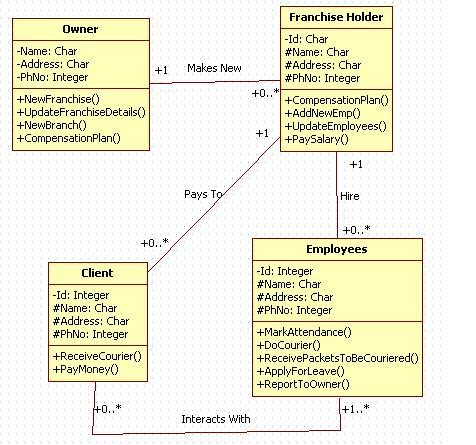 Owner
-Name: Char
-Address: Char
-PhNo: Integer
+NewFranchise()
+UpdateFranchiseDetails()
+NewBranch()
+CompensationPlan()
+1
Makes New
+0..*
Franchise Holder
-Id: Char
#Name: Char
#Address: Char
#PhNo: Integer
+CompensationPlan()
+AddNewEmp()
+UpdateEmployees()
+PaySalary()
+1
Pays To
+0..*
+1
Hire
+0..*
Client
-Id: Integer
#Name: Char
#Address: Char
#PhNo: Integer
+ReceiveCourier()
+PayMoney()
Employees
-Id: Integer
#Name: Char
#Address: Char
#PhNo: Integer
+MarkAttendance()
+DoCourier()
+ReceivePacketsToBeCouriered()
+ApplyForLeave()
+ReportToOwner()
+0..*
Interacts With
+1..*